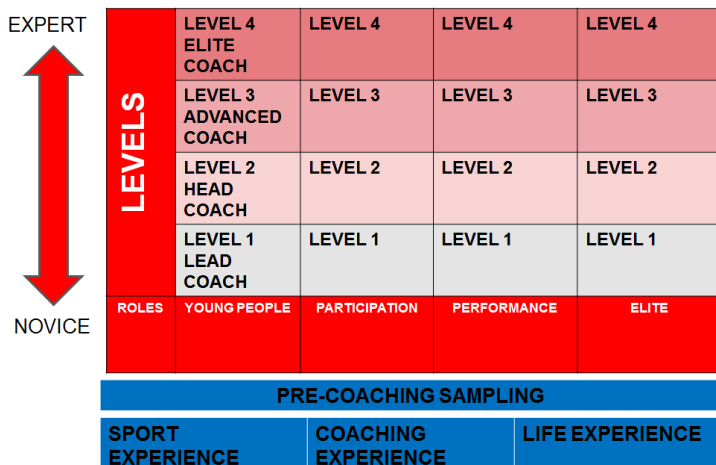 EXPERT
NOVICE
LEVELS
LEVEL 4
ELITE
COACH
LEVEL 4
LEVEL 4
LEVEL 4
LEVEL 3
ADVANCED
COACH
LEVEL 3
LEVEL 3
LEVEL 3
LEVEL 2
HEAD
COACH
LEVEL 2
LEVEL 2
LEVEL 2
LEVEL 1
LEAD
COACH
LEVEL 1
LEVEL 1
LEVEL 1
ROLES
YOUNG PEOPLE
PARTICIPATION
PERFORMANCE
ELITE
PRE-COACHING SAMPLING
SPORT
EXPERIENCE
COACHING
EXPERIENCE
LIFE EXPERIENCE